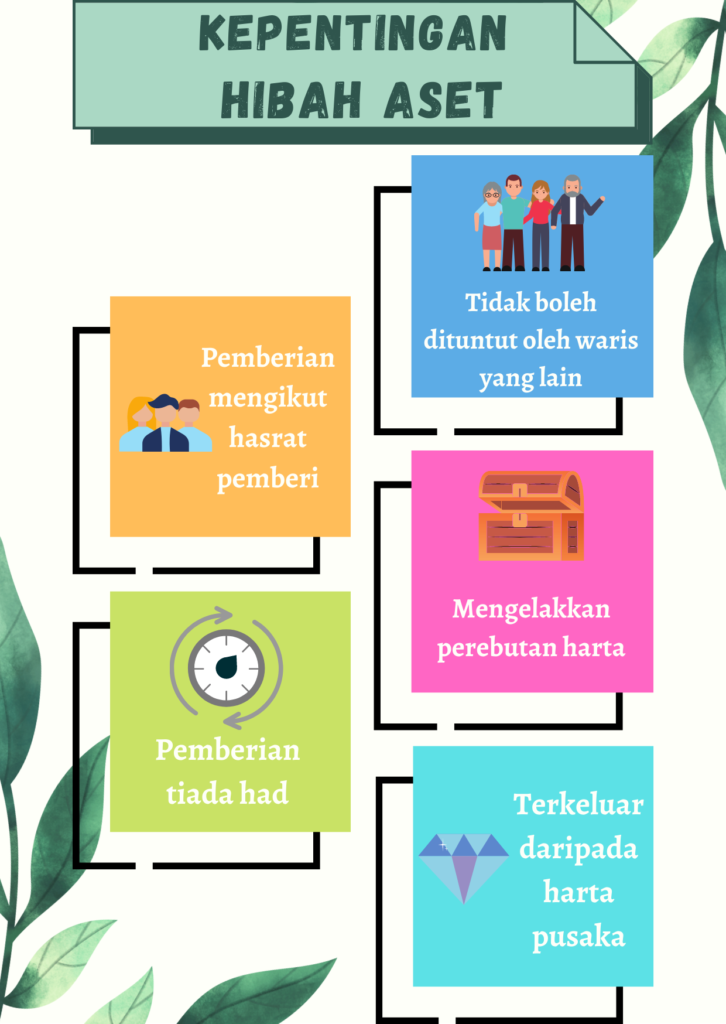 KEPENTINGAN
HIBAH ASET
Tidak boleh
dituntut oleh waris
yang lain
Pemberian
mengikut
hasrat
pemberi
Mengelakkan
perebutan harta
Pemberian
tiada had
Terkeluar
daripada
harta
pusaka